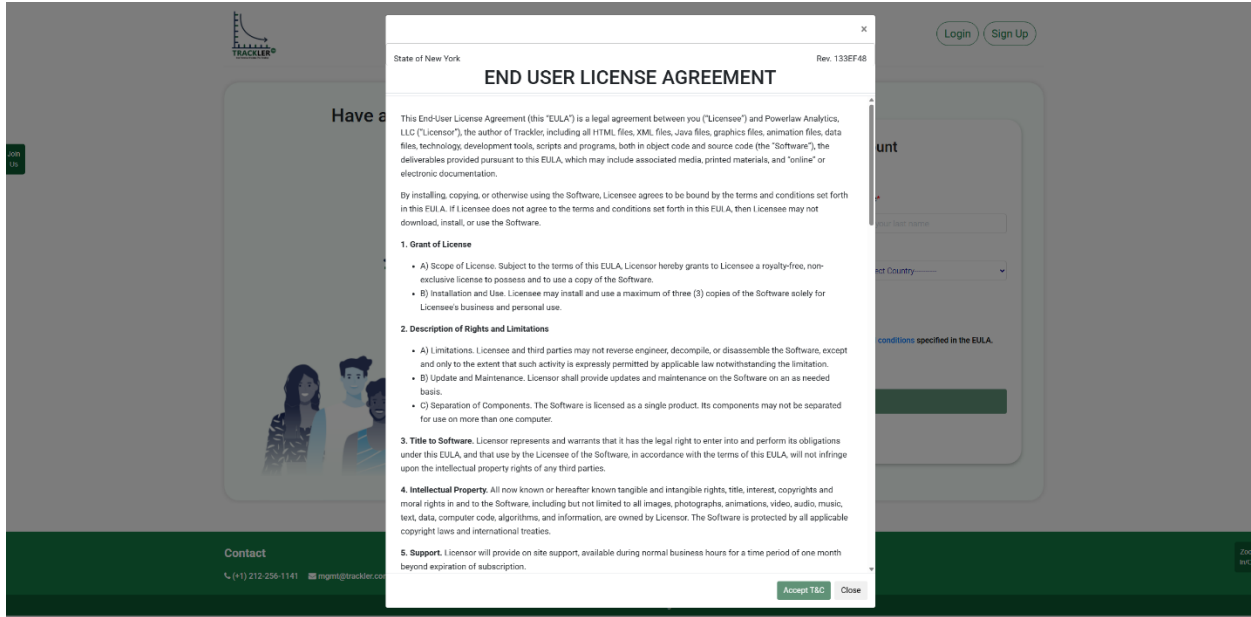 TRACKLER
Login
Sign Up
Have a
unt
Join
Us
×
State of New York
Rev. 133EF48
END USER LICENSE AGREEMENT
This End-User License Agreement (this "EULA") is a legal agreement between you ("Licensee") and Powerlaw Analytics,
LLC ("Licensor"), the author of Trackler, including all HTML files, XML files, Java files, graphics files, animation files, data
files, technology, development tools, scripts and programs, both in object code and source code (the "Software"), the
deliverables provided pursuant to this EULA, which may include associated media, printed materials, and "online" or
electronic documentation.
By installing, copying, or otherwise using the Software, Licensee agrees to be bound by the terms and conditions set forth
in this EULA. If Licensee does not agree to the terms and conditions set forth in this EULA, then Licensee may not
download, install, or use the Software.
1. Grant of License
• A) Scope of License. Subject to the terms of this EULA, Licensor hereby grants to Licensee a royalty-free, non-
exclusive license to possess and to use a copy of the Software.
• B) Installation and Use. Licensee may install and use a maximum of three (3) copies of the Software solely for
Licensee's business and personal use.
2. Description of Rights and Limitations
• A) Limitations. Licensee and third parties may not reverse engineer, decompile, or disassemble the Software, except
and only to the extent that such activity is expressly permitted by applicable law notwithstanding the limitation.
• B) Update and Maintenance. Licensor shall provide updates and maintenance on the Software on an as needed
basis.
• C) Separation of Components. The Software is licensed as a single product. Its components may not be separated
for use on more than one computer.
3. Title to Software. Licensor represents and warrants that it has the legal right to enter into and perform its obligations
under this EULA, and that use by the Licensee of the Software, in accordance with the terms of this EULA, will not infringe
upon the intellectual property rights of any third parties.
4. Intellectual Property. All now known or hereafter known tangible and intangible rights, title, interest, copyrights and
moral rights in and to the Software, including but not limited to all images, photographs, animations, video, audio, music,
text, data, computer code, algorithms, and information, are owned by Licensor. The Software is protected by all applicable
copyright laws and international treaties.
5. Support. Licensor will provide on site support, available during normal business hours for a time period of one month
beyond expiration of subscription.
Accept T&C
Close
your last name
ect Country--------
conditions specified in the EULA.
Contact
(+1) 212-256-1141
mgmt@trackler.cor
Zoo